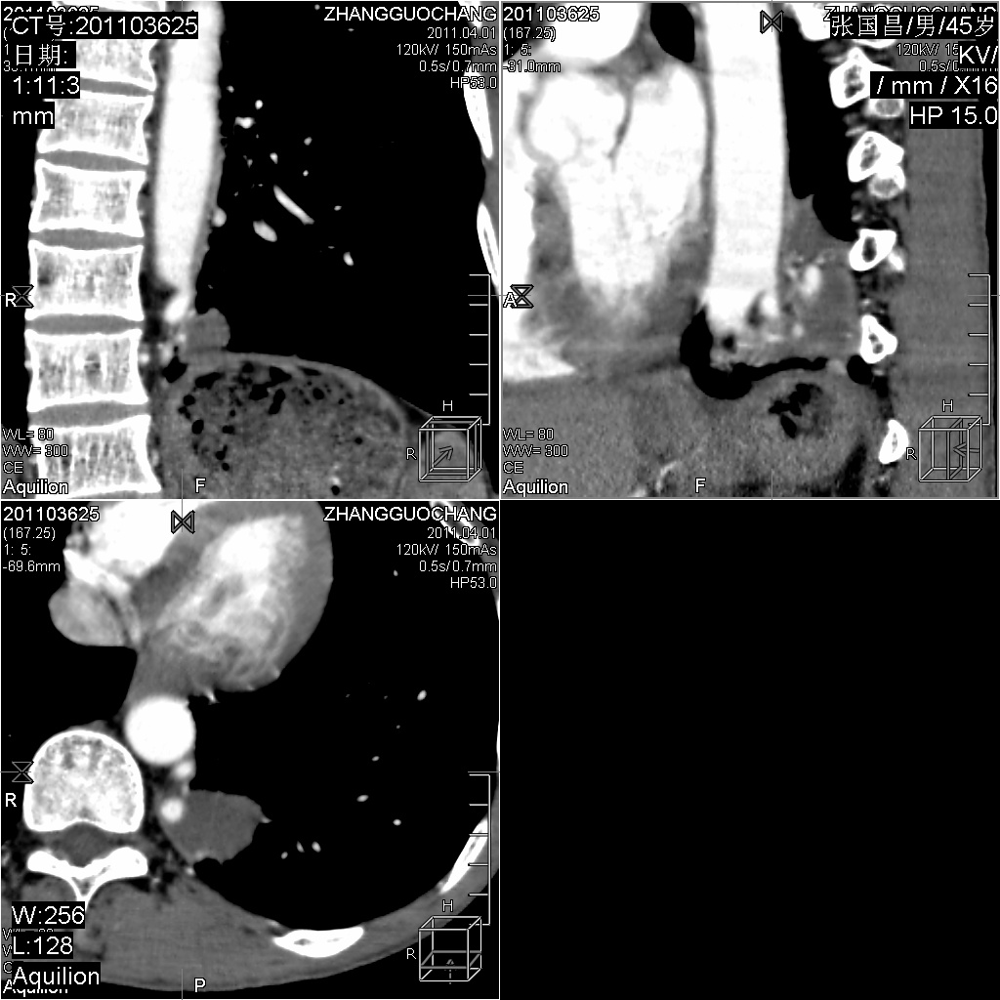 201103625
CT号:201103625
日期:
1:11:3
mm
ZHANGGUOCHANG
2011.04.01
120kV/ 150mAs
0.5s/0.7mm
HP58.0
R
H
R
WL= 80
WW= 300
CE
Aquilion
F
201103625
(167.25)
1: 5:
-31.0mm
张国昌/男/45岁
KV/
/ mm / X16
HP 15.0
A
H
R
WL= 80
WW= 300
CE
Aquilion
F
201103625
(167.25)
1: 5:
-69.6mm
ZHANGGUOCHANG
2011.04.01
120kV/ 150mAs
0.5s/0.7mm
HP53.0
R
H
R
W:256
L:128
Aquilion
P